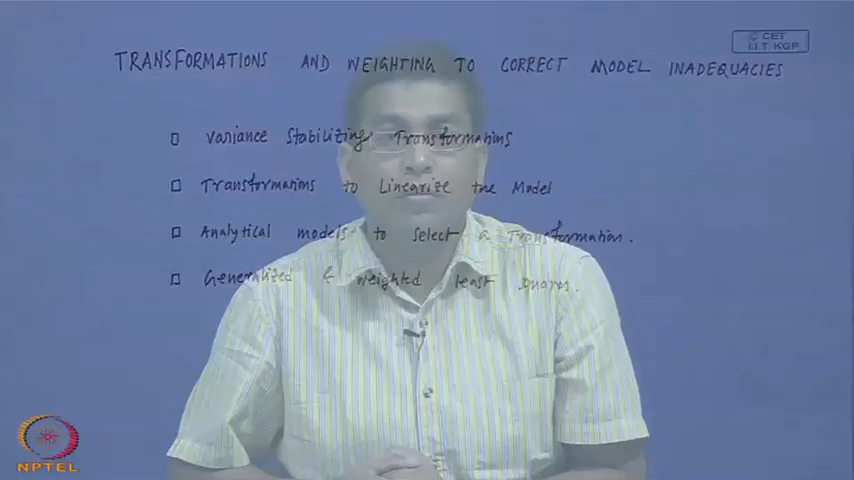 © CET
I.I.T. KGP
TRANSFORMATIONS AND WEIGHTING TO CORRECT MODEL INADEQUACIES
Variance Stabilizing Transformations
Transformations to Linearize the Model
Analytical models to select a Transformation.
Generalized & weighted least squares.
NPTEL